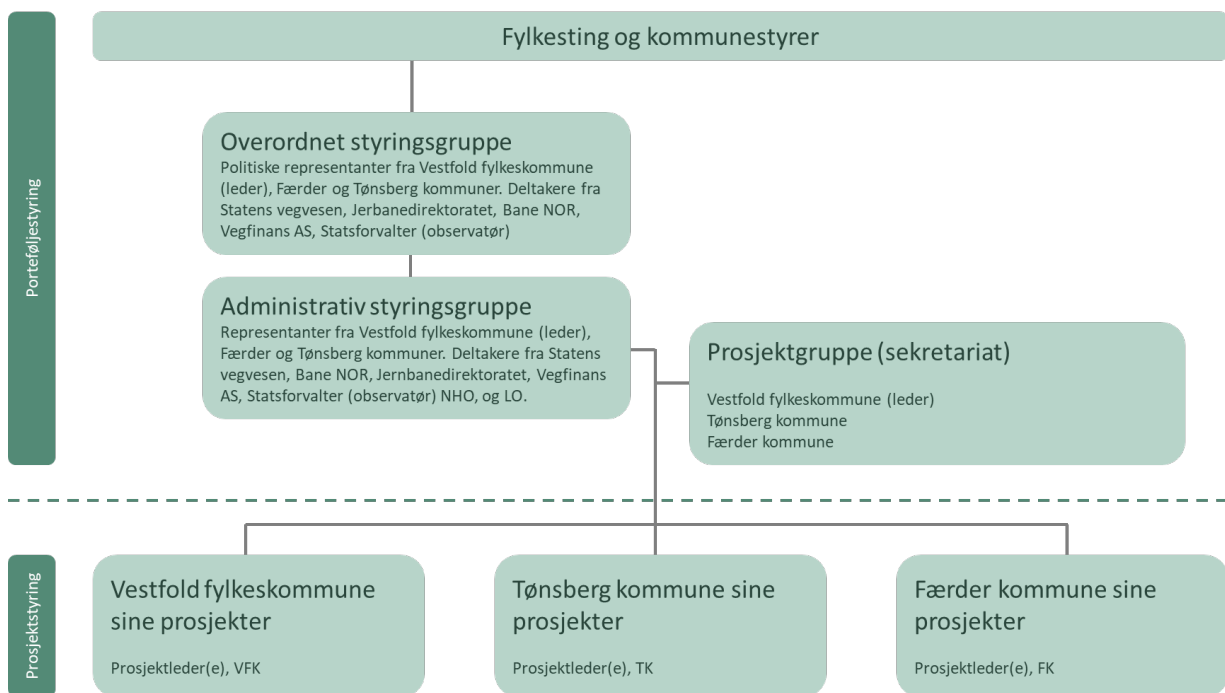 Porteføljestyring
Fylkesting og kommunestyrer
Overordnet styringsgruppe
Politiske representanter fra Vestfold fylkeskommune
(leder), Færder og Tønsberg kommuner. Deltakere fra
Statens vegvesen, Jerbanedirektoratet, Bane NOR,
Vegfinans AS, Statsforvalter (observatør)
Administrativ styringsgruppe
Representanter fra Vestfold fylkeskommune (leder),
Færder og Tønsberg kommuner. Deltakere fra Statens
vegvesen, Bane NOR, Jernbanedirektoratet, Vegfinans
AS, Statsforvalter (observatør) NHO, og LO.
Prosjektgruppe (sekretariat)
Vestfold fylkeskommune (leder)
Tønsberg kommune
Færder kommune
Prosjektstyring
Vestfold fylkeskommune
sine prosjekter
Prosjektleder(e), VFK
Tønsberg kommune sine
prosjekter
Prosjektleder(e), TK
Færder kommune sine
prosjekter
Prosjektleder(e), FK